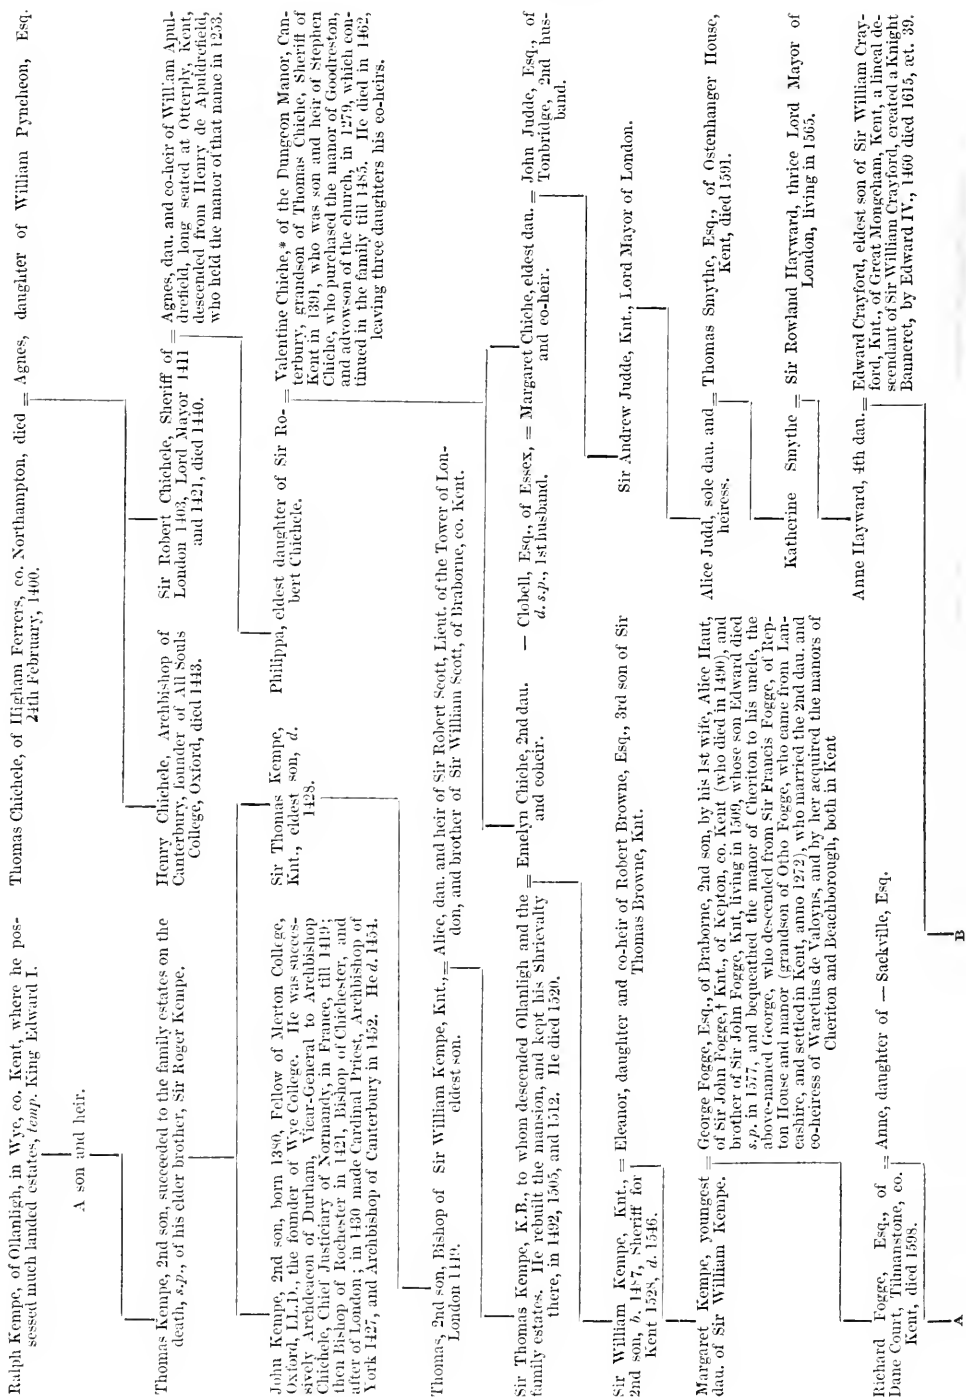 Ralph Kempe, of Ollanligh, in Wye, co. Kent, where he pos-
sessed much landed estates, temp. King Edward I.
Thomas Chichele, of Higham Ferrers, co. Northampton, died = Agnes, daughter of William Pyncheon, Esq.
24th February, 1400.
A son and heir.
Thomas Kempe, 2nd son, succeeded to the family estates on the
death, s.p., of his elder brother, Sir Roger Kempe.
Henry Chichele, Archbishop of
Canterbury, founder of All Souls
College, Oxford, died 1443.
Sir Robert Chichele, Sheriff of =
London 1403, Lord Mayor 1411
and 1421, died 1440.
Agnes, dau. and co-heir of William Apul-
drefield, long seated at Otterply, Kent,
descended from Henry de Apuldrefield,
who held the manor of that name in 1253.
John Kempe, 2nd son, born 1380, Fellow of Merton College,
Oxford, LL.D., the founder of Wye College. He was succes-
sively Archdeacon of Durham, Vicar-General to Archbishop
Chichele, Chief Justiciary of Normandy, in France, till 1419;
then Bishop of Rochester in 1421, Bishop of Chichester, and
after of London; in 1430 made Cardinal Priest, Archbishop of
York 1427, and Archbishop of Canterbury in 1452. He d. 1454.
Sir Thomas Kempe,
Knt., eldest son, d.
1428.
Philippa, eldest daughter of Sir Ro- =
bert Chichele.
Valentine Chiche,* of the Dungeon Manor, Can-
terbury, grandson of Thomas Chiche, Sheriff of
Kent in 1391, who was son and heir of Stephen
Chiche, who purchased the manor of Goodreston,
and advowson of the church, in 1279, which con-
tinued in the family till 1485. He died in 1462,
leaving three daughters his co-heirs.
Thomas, 2nd son, Bishop of
London 1449.
Sir William Kempe, Knt., =
eldest son.
Alice, dau. and heir of Sir Robert Scott, Lieut. of the Tower of Lon-
don, and brother of Sir William Scott, of Braborne, co. Kent.
Sir Thomas Kempe, K.B., to whom descended Ollanligh and the =
family estates. He rebuilt the mansion, and kept his Shrievalty
there, in 1492, 1505, and 1512. He died 1520.
Emelyn Chiche, 2nd dau.
and coheir.
— Clobell, Esq., of Essex, =
d. s.p., 1st husband.
Margaret Chiche, eldest dau. =
and co-heir.
John Judde, Esq., of
Tonbridge, 2nd hus-
band.
Sir William Kempe, Knt., =
2nd son, b. 1487, Sheriff for
Kent 1528, d. 1546.
Eleanor, daughter and co-heir of Robert Browne, Esq., 3rd son of Sir
Thomas Browne, Knt.
Sir Andrew Judde, Knt., Lord Mayor of London.
Margaret Kempe, youngest =
dau. of Sir William Kempe.
George Fogge, Esq., of Braborne, 2nd son, by his 1st wife, Alice Haut,
of Sir John Fogge,† Knt., of Repton, co. Kent (who died in 1490), and
brother of Sir John Fogge, Knt, living in 1509, whose son Edward died
s.p. in 1577, and bequeathed the manor of Cheriton to his uncle, the
above-named George, who descended from Sir Francis Fogge, of Rep-
ton House and manor (grandson of Otho Fogge, who came from Lan-
cashire, and settled in Kent, anno 1272), who married the 2nd dau. and
co-heiress of Waretius de Valoyns, and by her acquired the manors of
Cheriton and Beachborough, both in Kent
Alice Judd, sole dau. and =
heiress.
Thomas Smythe, Esq., of Ostenhanger House,
Kent, died 1591.
Katherine Smythe =
Sir Rowland Hayward, thrice Lord Mayor of
London, living in 1565.
Richard Fogge, Esq., of =
Dane Court, Tilmanstone, co.
Kent, died 1598.
Anne, daughter of — Sackville, Esq.
Anne Hayward, 4th dau. =
Edward Crayford, eldest son of Sir William Cray-
ford, Knt., of Great Mongeham, Kent, a lineal de-
scendant of Sir William Crayford, created a Knight
Banneret, by Edward IV., 1460 died 1615, æt. 39.
A
B